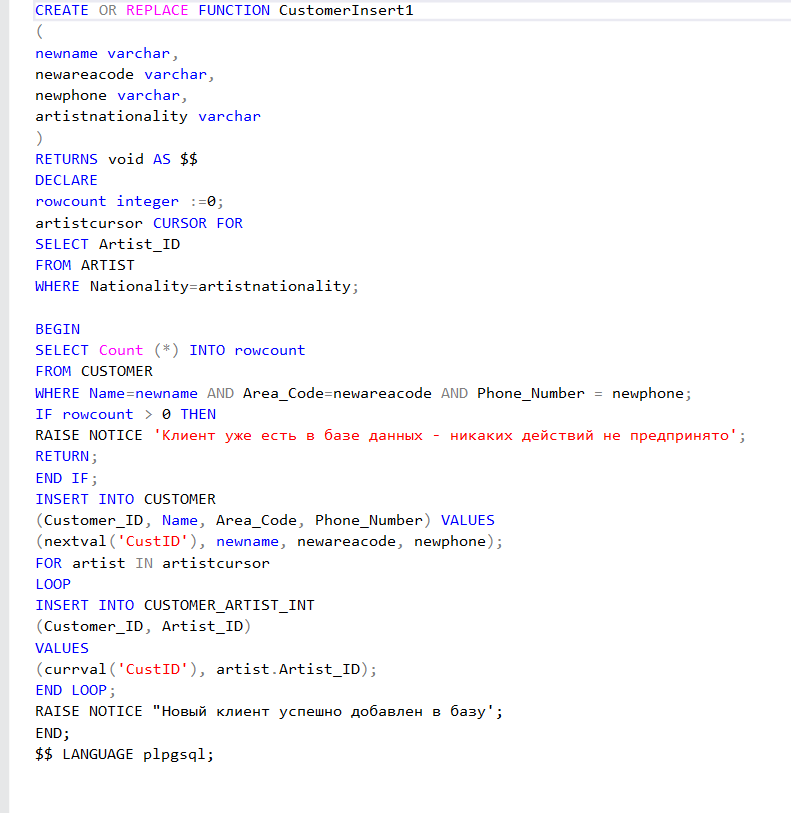 CREATE OR REPLACE FUNCTION CustomerInsert1
(
newname varchar,
newareacode varchar,
newphone varchar,
artistnationality varchar
)
RETURNS void AS $$
DECLARE
rowcount integer :=0;
artistcursor CURSOR FOR
SELECT Artist_ID
FROM ARTIST
WHERE Nationality=artistnationality;
BEGIN
SELECT Count (*) INTO rowcount
FROM CUSTOMER
WHERE Name=newname AND Area_Code=newareacode AND Phone_Number = newphone;
IF rowcount > 0 THEN
RAISE NOTICE 'Клиент уже есть в базе данных - никаких действий не предпринято';
RETURN;
END IF;
INSERT INTO CUSTOMER
(Customer_ID, Name, Area_Code, Phone_Number) VALUES
(nextval('CustID'), newname, newareacode, newphone);
FOR artist IN artistcursor
LOOP
INSERT INTO CUSTOMER_ARTIST_INT
(Customer_ID, Artist_ID)
VALUES
(currval('CustID'), artist.Artist_ID);
END LOOP;
RAISE NOTICE "Новый клиент успешно добавлен в базу';
END;
$$ LANGUAGE plpgsql;